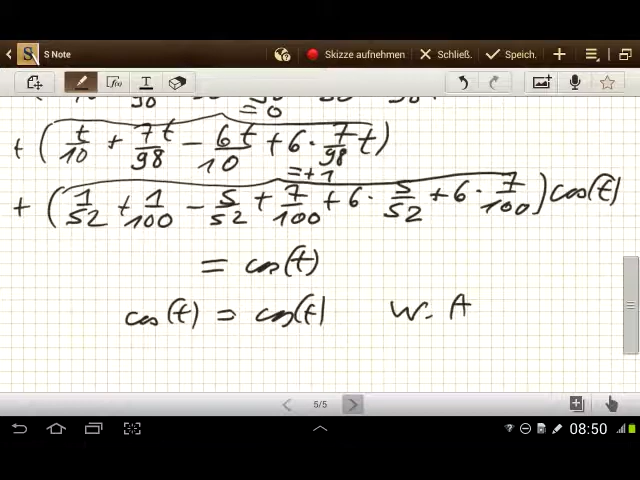 S Note
Skizze aufnehmen
Schließ.
Speich.
= 0
+ ( t/10 + 7t/98 − 6t/10 + 6 · 7/98 t )
= + 1
+ ( 1/52 + 1/100 − 5/52 + 7/100 + 6 · 5/52 + 6 · 7/100 ) cos(t)
= cos(t)
cos(t) = cos(t) W. A
5/5
08:50